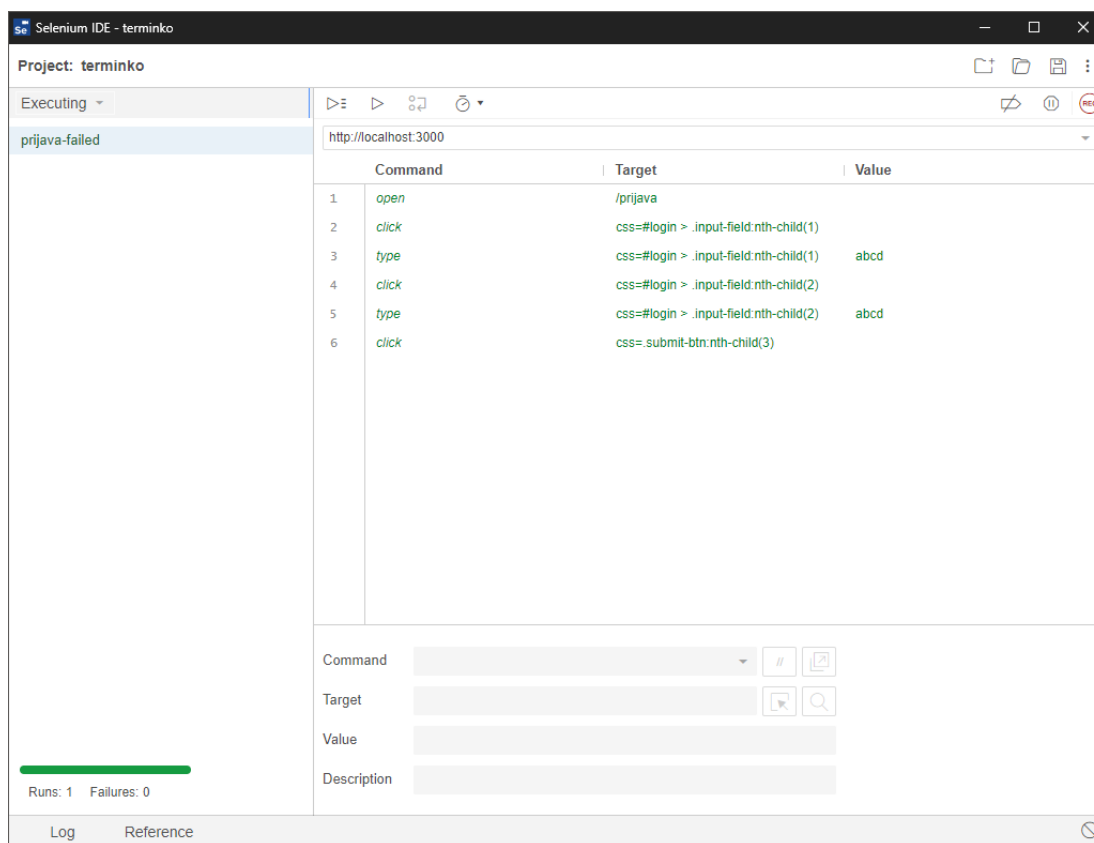 Se Selenium IDE - terminko
Project: terminko
Executing
prijava-failed
http://localhost:3000
Command Target Value
1 open /prijava
2 click css=#login > .input-field:nth-child(1)
3 type css=#login > .input-field:nth-child(1) abcd
4 click css=#login > .input-field:nth-child(2)
5 type css=#login > .input-field:nth-child(2) abcd
6 click css=.submit-btn:nth-child(3)
Command //
Target
Value
Description
Runs: 1 Failures: 0
Log Reference